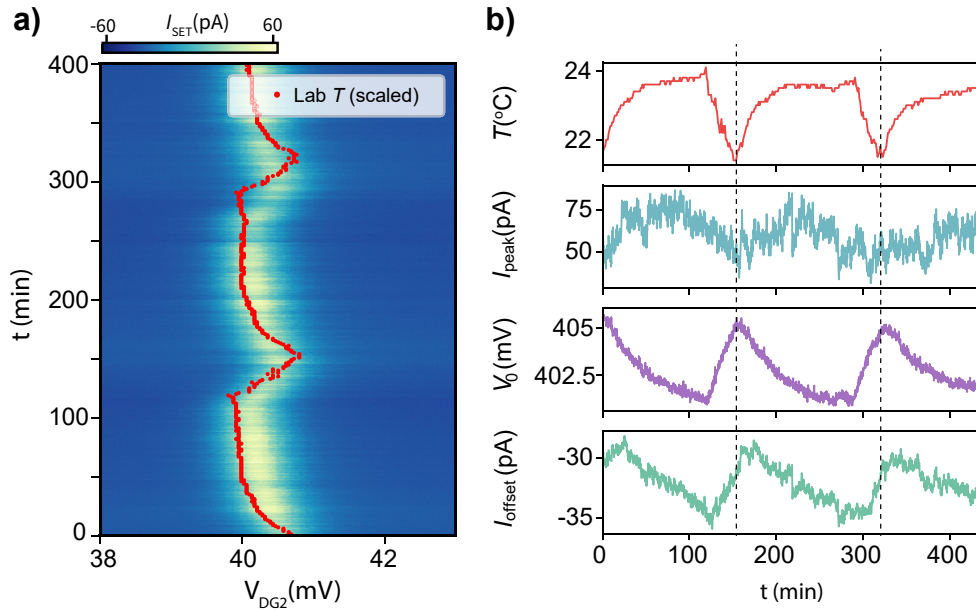 a)
I_SET(pA)
-60 60
Lab T (scaled)
400
300
200
100
0
t (min)
38 40 42
V_DG2(mV)
b)
24
22
T(°C)
75
50
I_peak(pA)
405
402.5
V_0(mV)
-30
-35
I_offset(pA)
0 100 200 300 400
t (min)